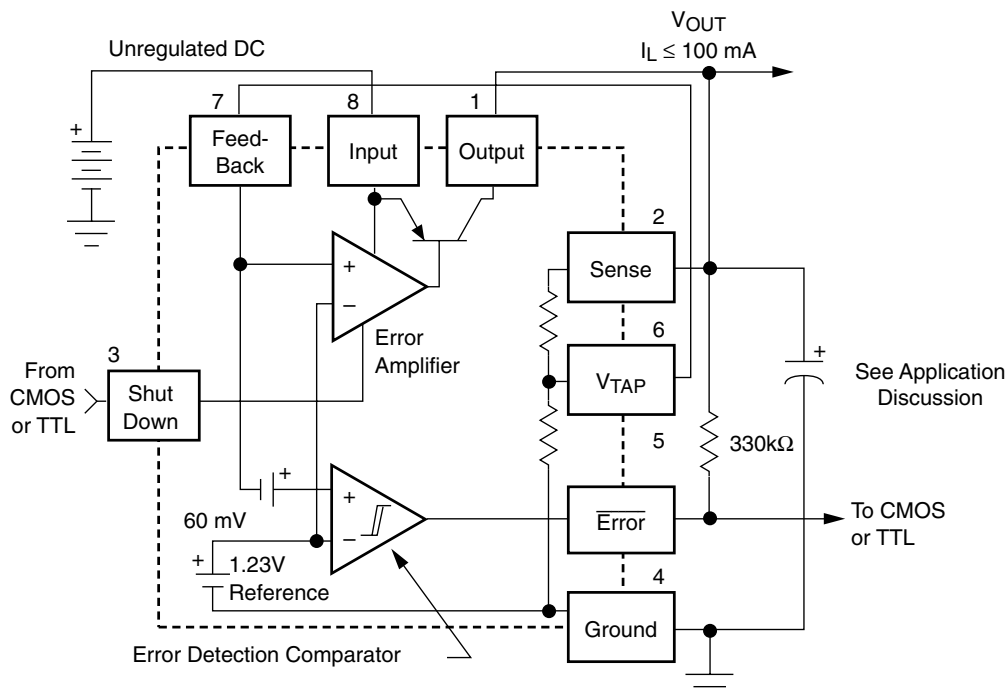 VOUT
IL ≤ 100 mA
Unregulated DC
7
8
1
+
Feed-
Back
Input
Output
2
Sense
+
−
Error
Amplifier
6
VTAP
+
See Application
Discussion
3
From
CMOS
or TTL
Shut
Down
5
330kΩ
+
+
−
60 mV
Error
To CMOS
or TTL
+
1.23V
Reference
4
Ground
Error Detection Comparator